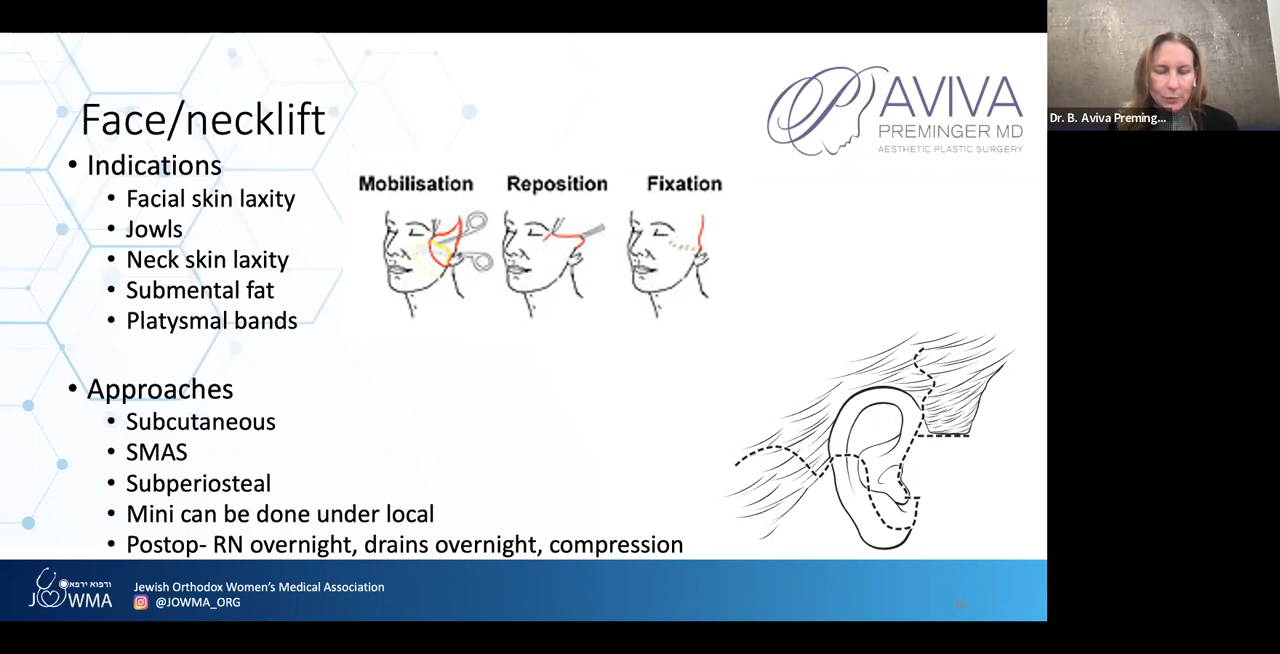 Face/necklift
• Indications
• Facial skin laxity
• Jowls
• Neck skin laxity
• Submental fat
• Platysmal bands
• Approaches
• Subcutaneous
• SMAS
• Subperiosteal
• Mini can be done under local
• Postop- RN overnight, drains overnight, compression
Mobilisation Reposition Fixation
AVIVA
PREMINGER MD
AESTHETIC PLASTIC SURGERY
Dr. B. Aviva Preming...
ורפוא ירפא
JOWMA
Jewish Orthodox Women's Medical Association
@JOWMA_ORG